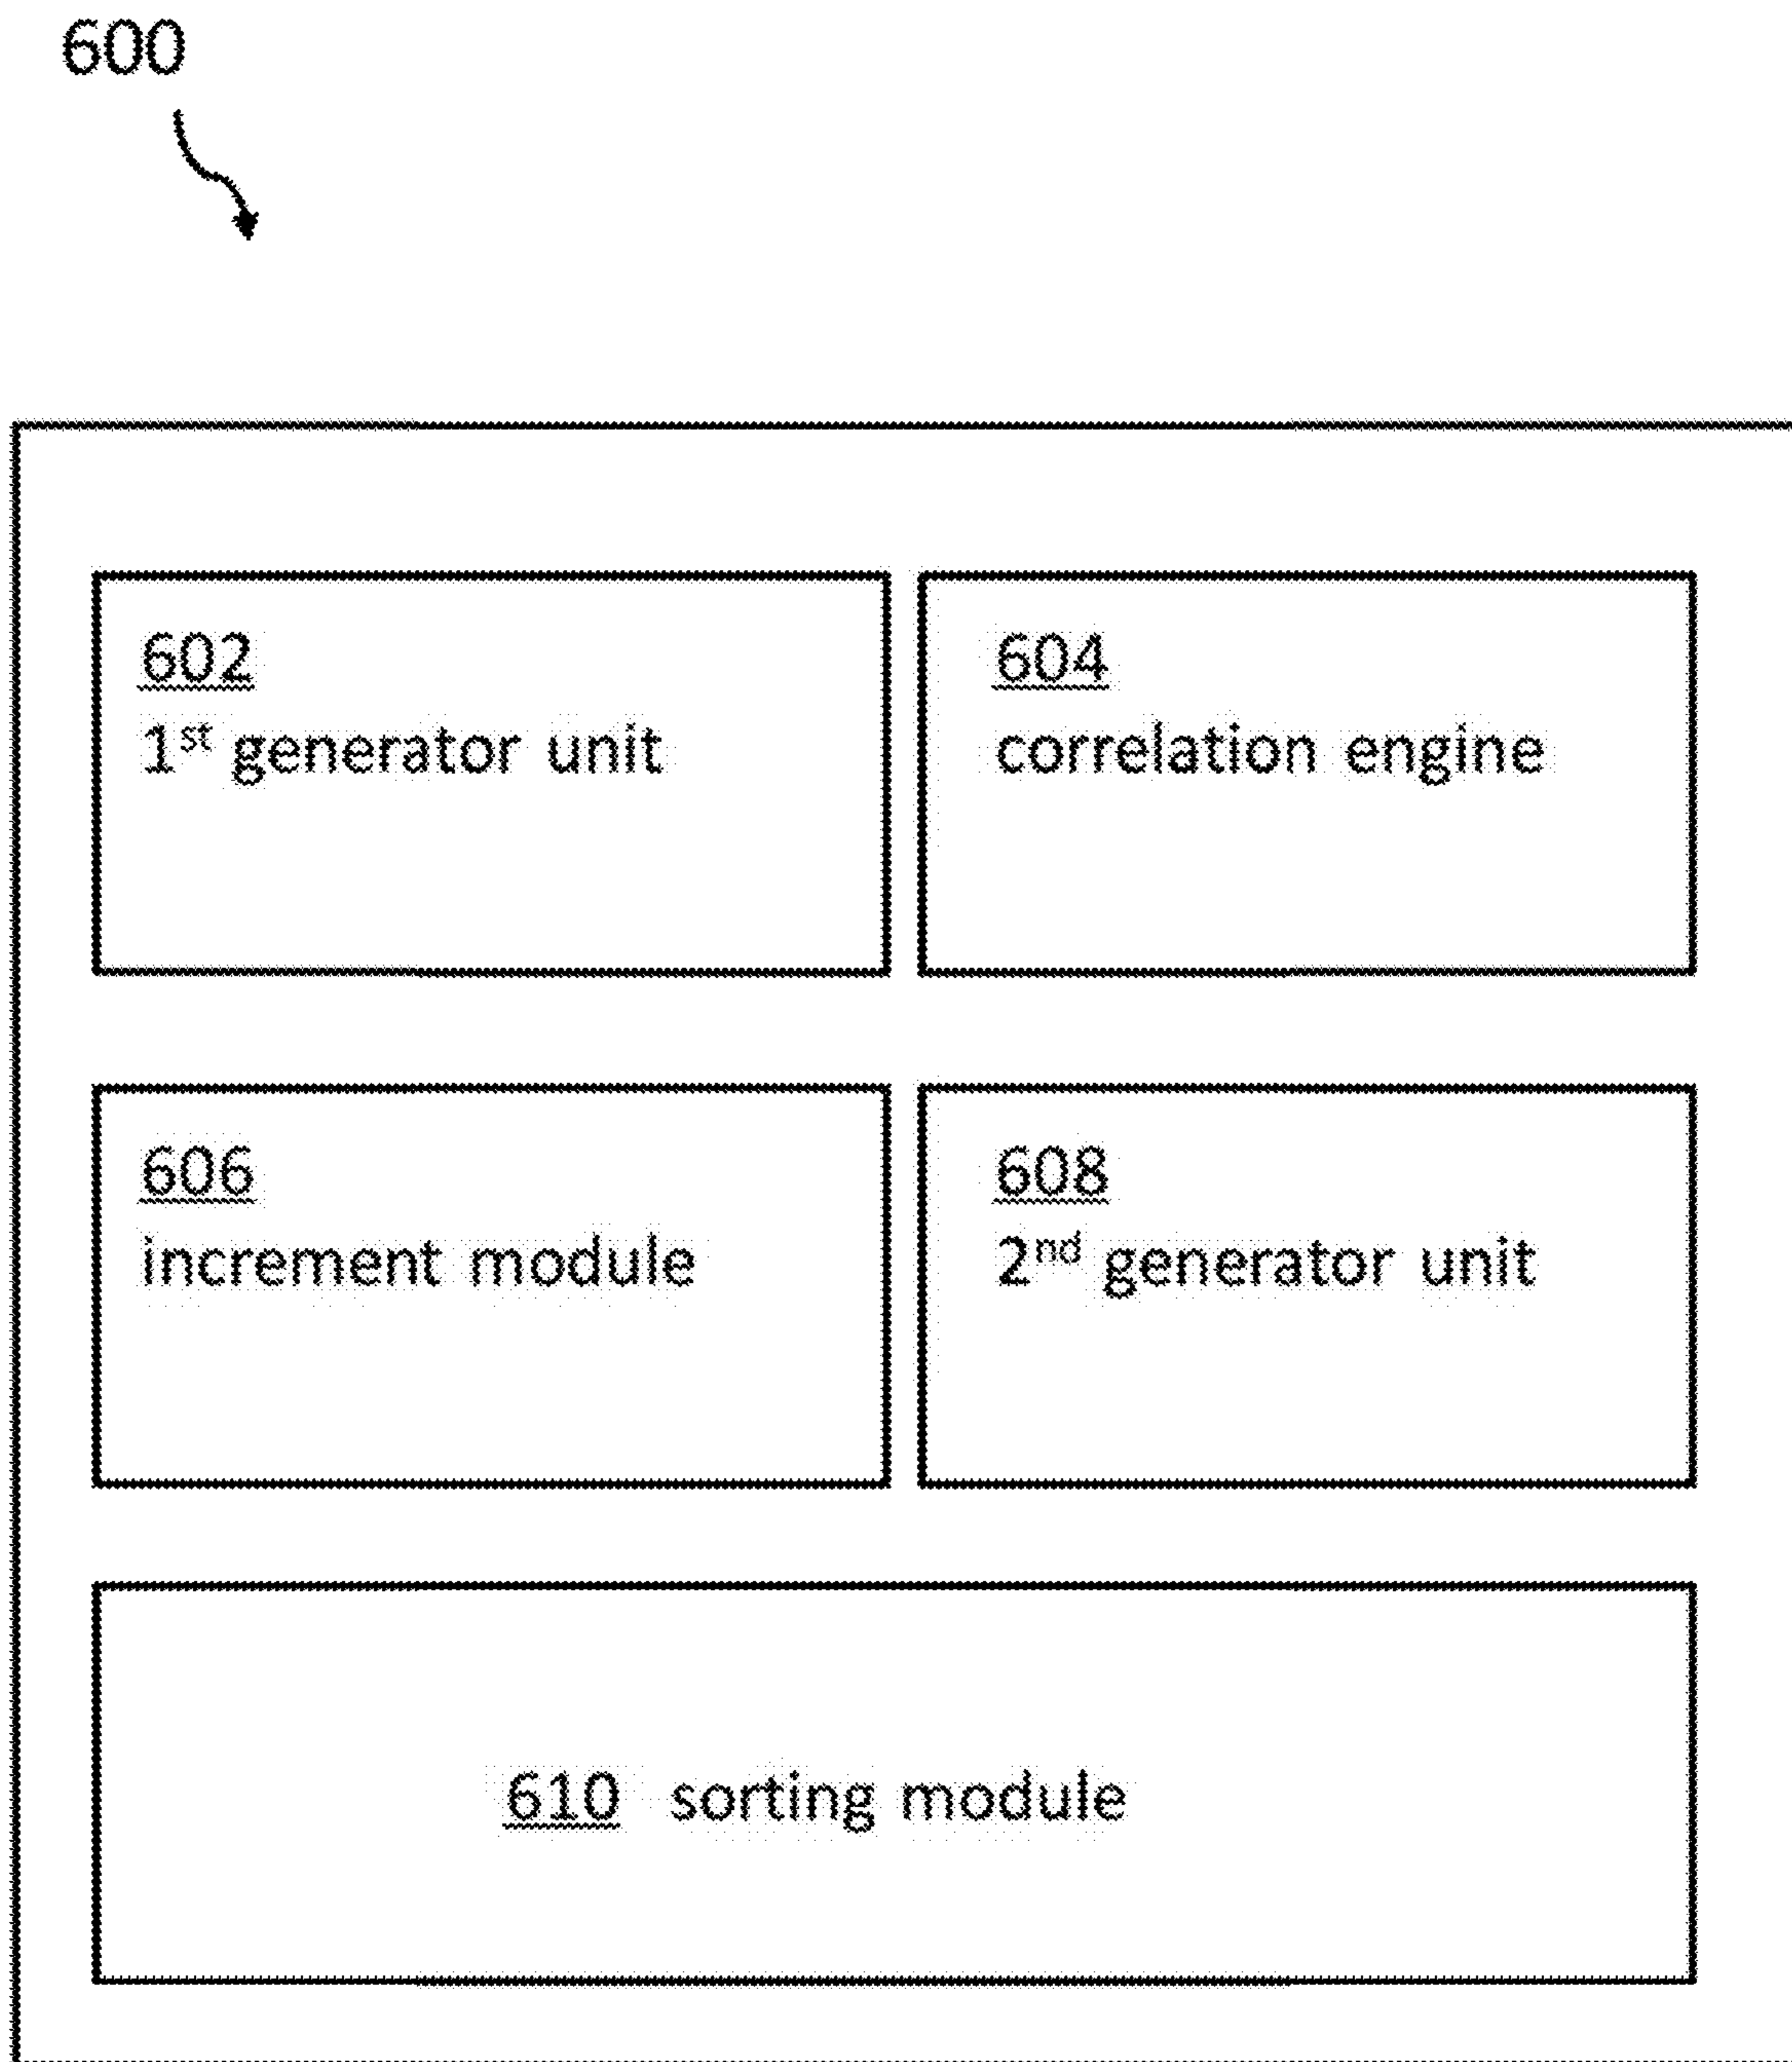 600
602
1st generator unit
604
correlation engine
606
increment module
608
2nd generator unit
610 sorting module